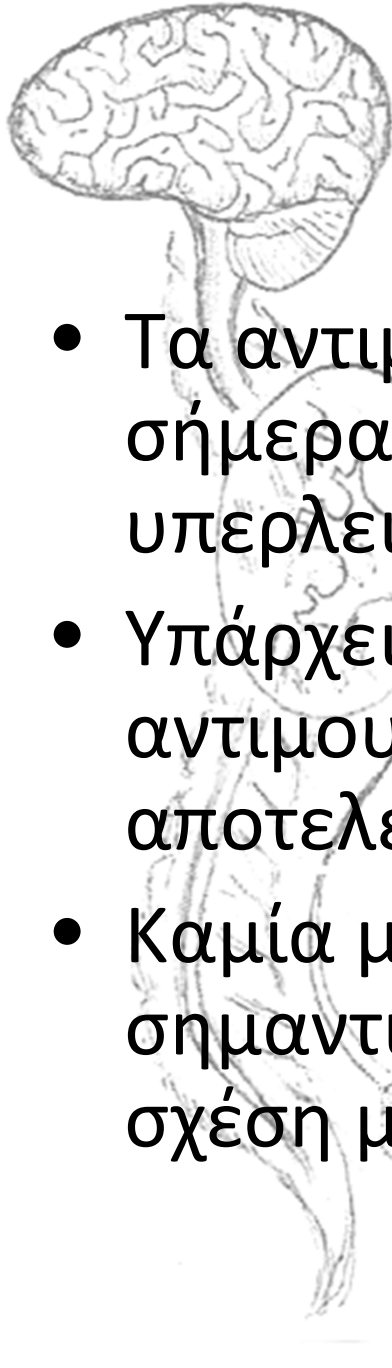 • Τα αντιμ
σήμερα
υπερλει
• Υπάρχει
αντιμου
αποτελε
• Καμία μ
σημαντι
σχέση μ